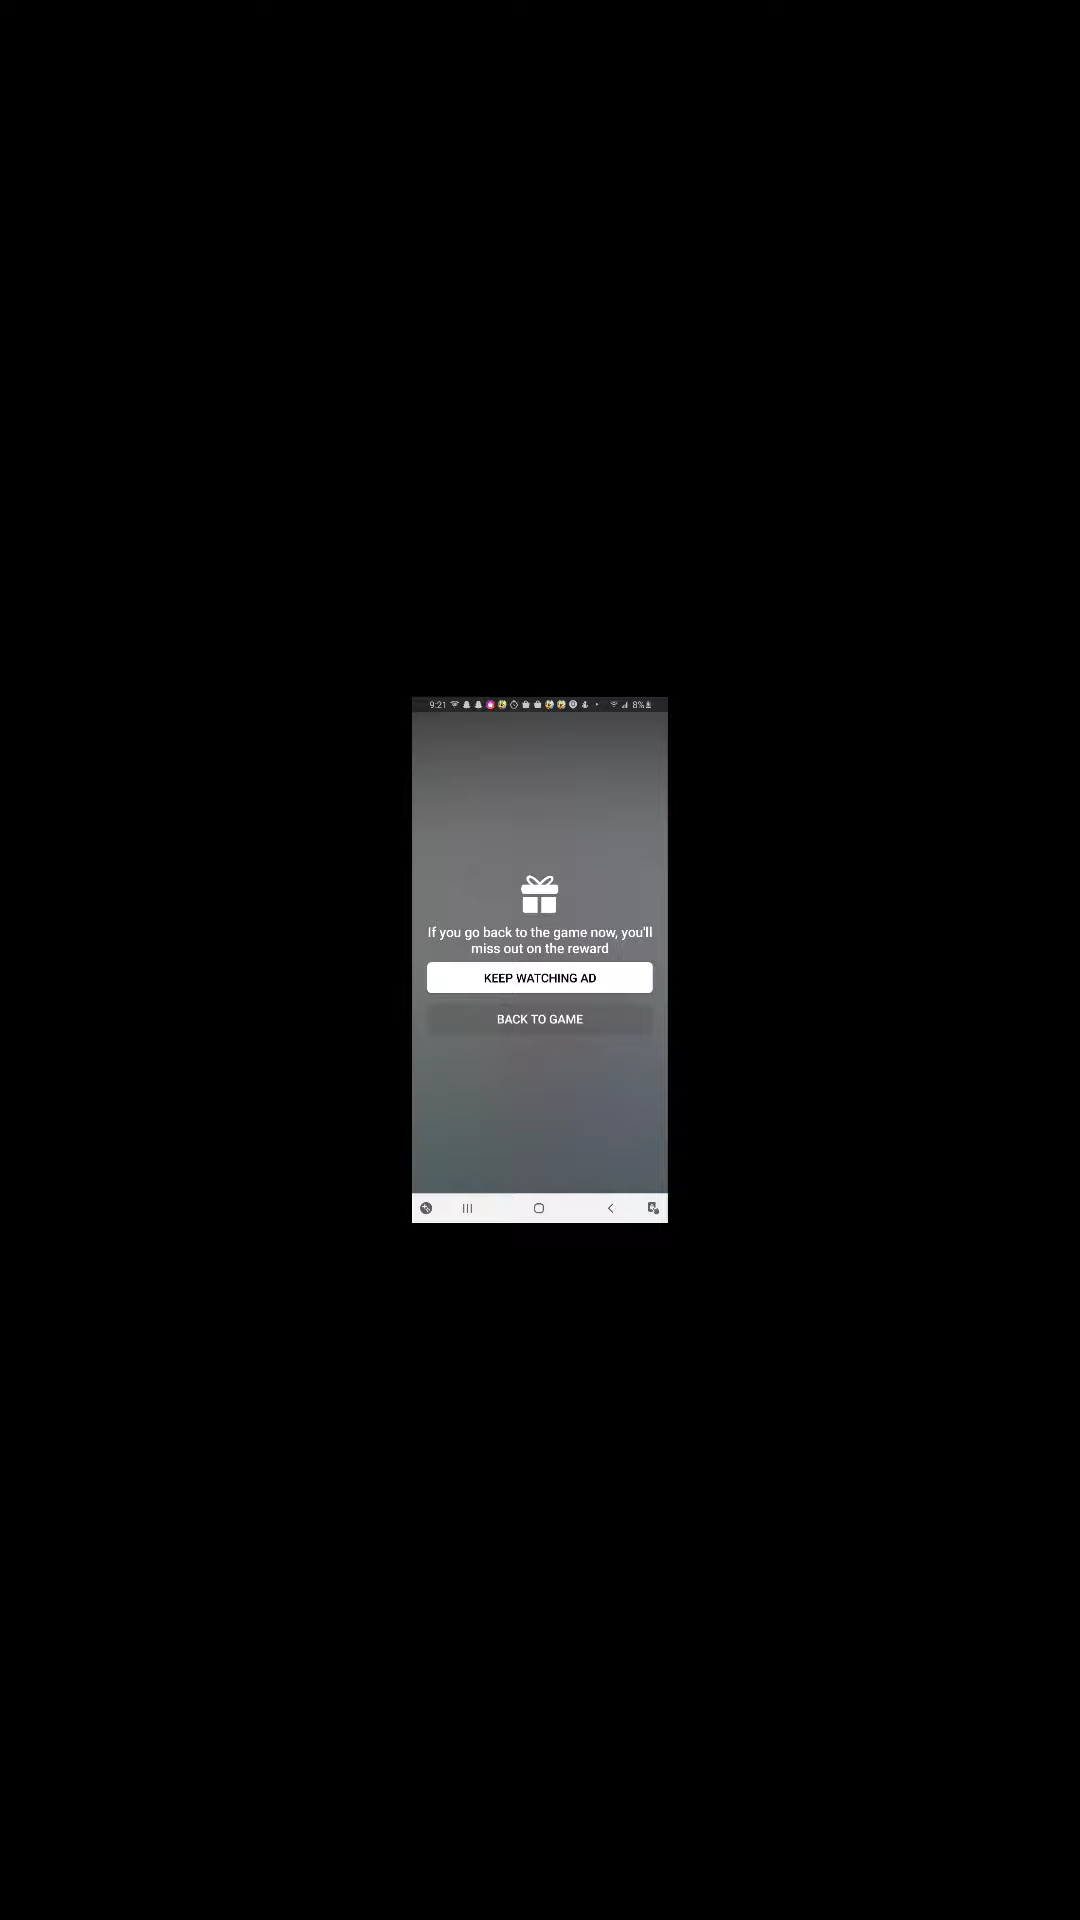 9:21 8%
If you go back to the game now, you'll
miss out on the reward
KEEP WATCHING AD
BACK TO GAME